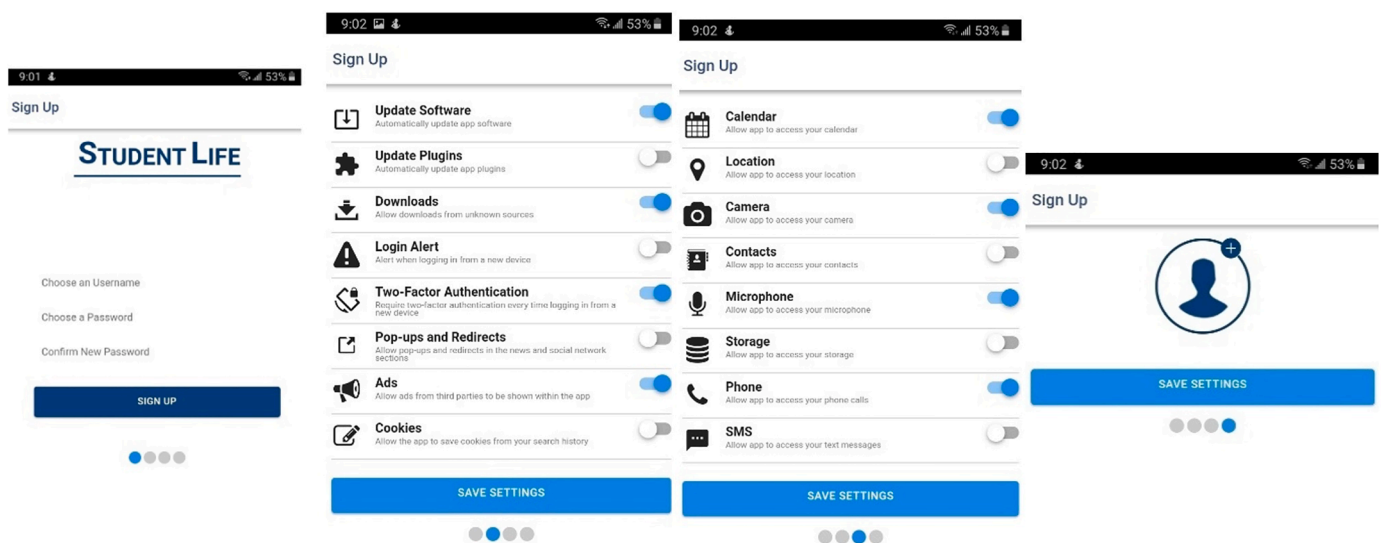 9:01
53%
Sign Up
STUDENT LIFE
Choose an Username
Choose a Password
Confirm New Password
SIGN UP
9:02
53%
Sign Up
Update Software
Automatically update app software
Update Plugins
Automatically update app plugins
Downloads
Allow downloads from unknown sources
Login Alert
Alert when logging in from a new device
Two-Factor Authentication
Require two-factor authentication every time logging in from a
new device
Pop-ups and Redirects
Allow pop-ups and redirects in the news and social network
sections
Ads
Allow ads from third parties to be shown within the app
Cookies
Allow the app to save cookies from your search history
SAVE SETTINGS
9:02
53%
Sign Up
Calendar
Allow app to access your calendar
Location
Allow app to access your location
Camera
Allow app to access your camera
Contacts
Allow app to access your contacts
Microphone
Allow app to access your microphone
Storage
Allow app to access your storage
Phone
Allow app to access your phone calls
SMS
Allow app to access your text messages
SAVE SETTINGS
9:02
53%
Sign Up
SAVE SETTINGS